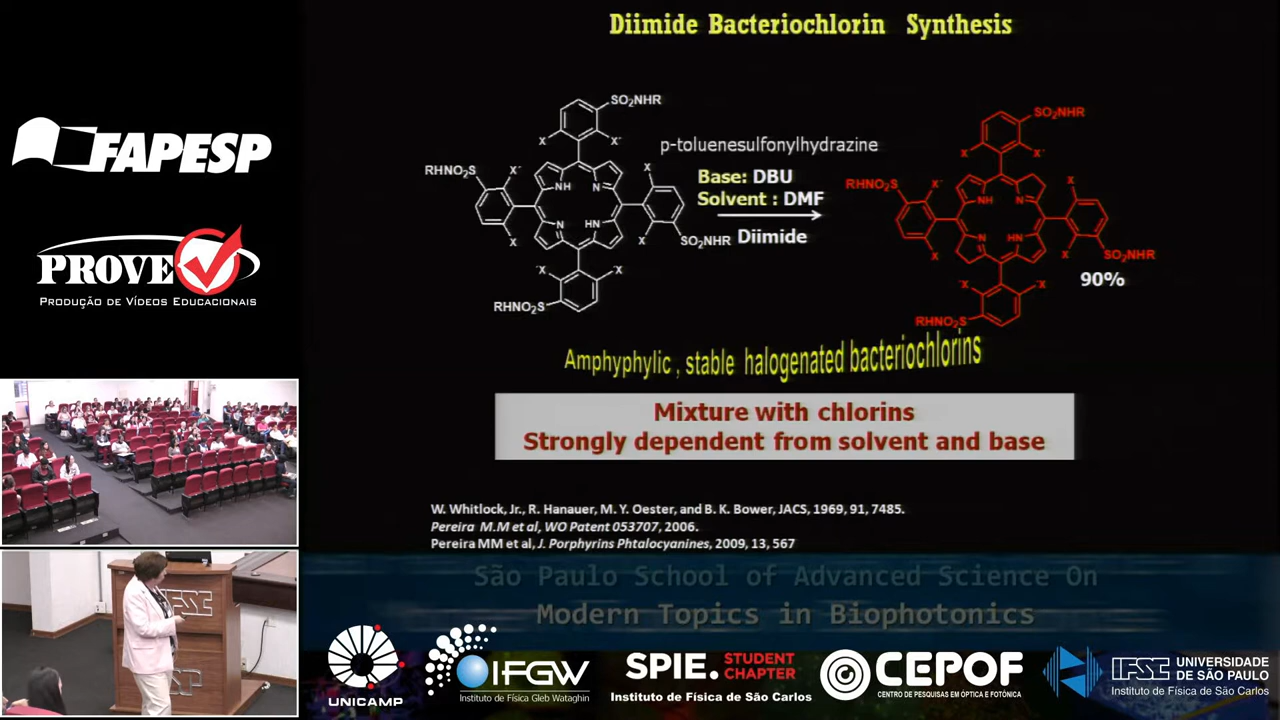 FAPESP
PROVE
PRODUÇÃO DE VÍDEOS EDUCACIONAIS
Diimide Bacteriochlorin Synthesis
SO2NHR
X X'
RHNO2S
X'
X
NH N
N HN
X
X'
SO2NHR
'X X
RHNO2S
p-toluenesulfonylhydrazine
Base: DBU
Solvent : DMF
Diimide
SO2NHR
X X'
RHNO2S
X'
X
NH N
N HN
X
X'
SO2NHR
'X X
RHNO2S
90%
Amphyphylic , stable halogenated bacteriochlorins
Mixture with chlorins
Strongly dependent from solvent and base
W. Whitlock, Jr., R. Hanauer, M. Y. Oester, and B. K. Bower, JACS, 1969, 91, 7485.
Pereira M.M et al, WO Patent 053707, 2006.
Pereira MM et al, J. Porphyrins Phtalocyanines, 2009, 13, 567
São Paulo School of Advanced Science On
Modern Topics in Biophotonics
UNICAMP
IFGW
Instituto de Física Gleb Wataghin
SPIE. STUDENT CHAPTER
Instituto de Física de São Carlos
CEPOF
CENTRO DE PESQUISAS EM ÓPTICA E FOTÔNICA
IFSC UNIVERSIDADE DE SÃO PAULO
Instituto de Física de São Carlos